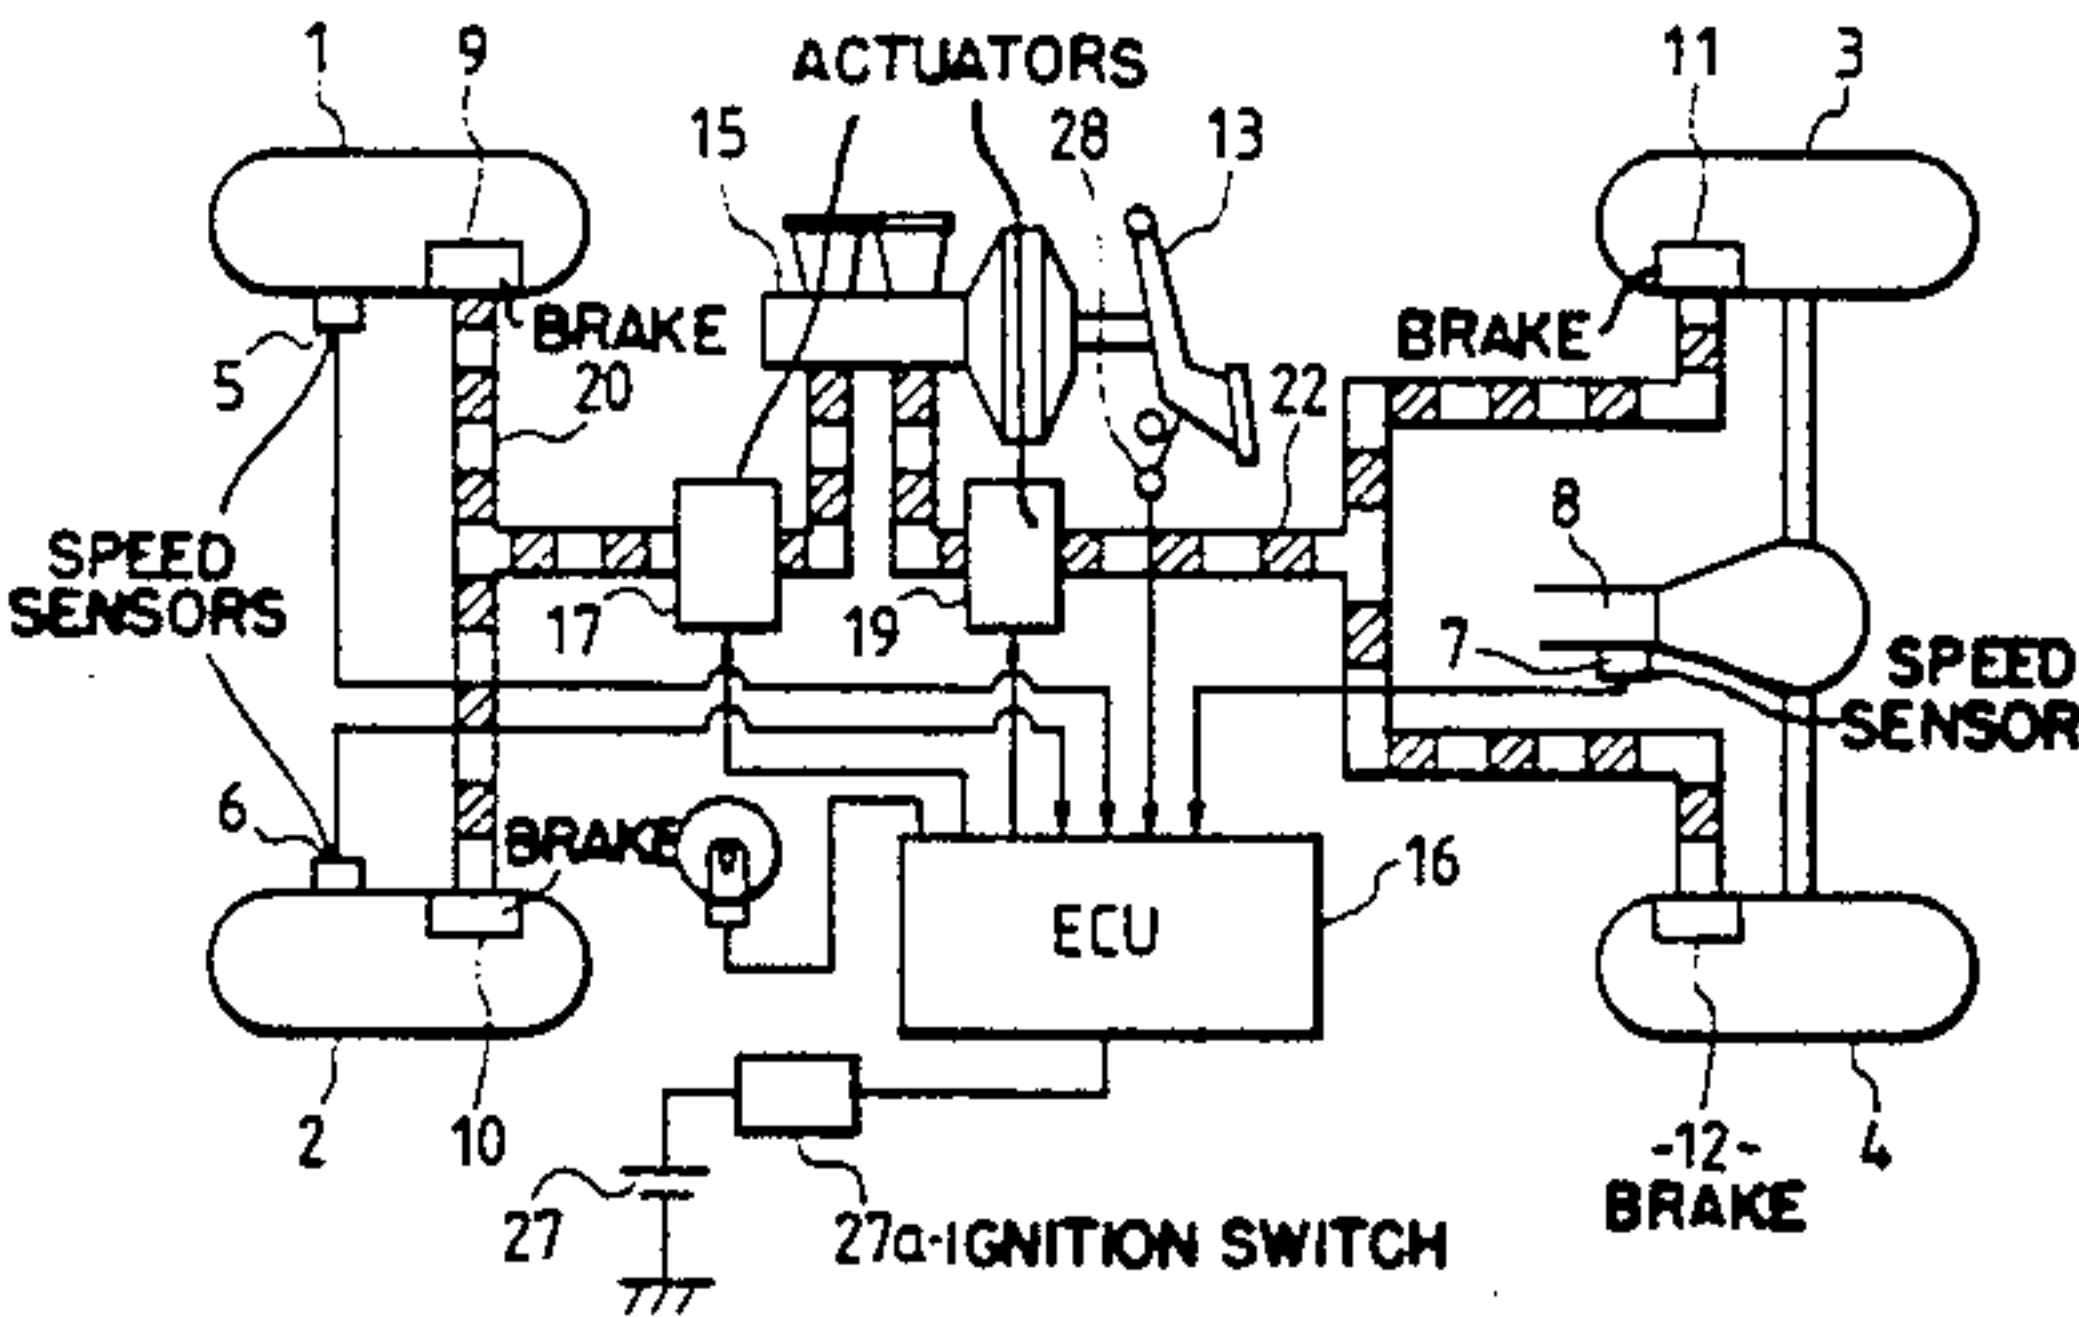 1
9
ACTUATORS
11
3
15
28
13
BRAKE
BRAKE
5
20
22
SPEED
SENSORS
8
17
19
7
SPEED
SENSOR
6
BRAKE
16
ECU
2
10
-12-
BRAKE
4
27
27a-IGNITION SWITCH